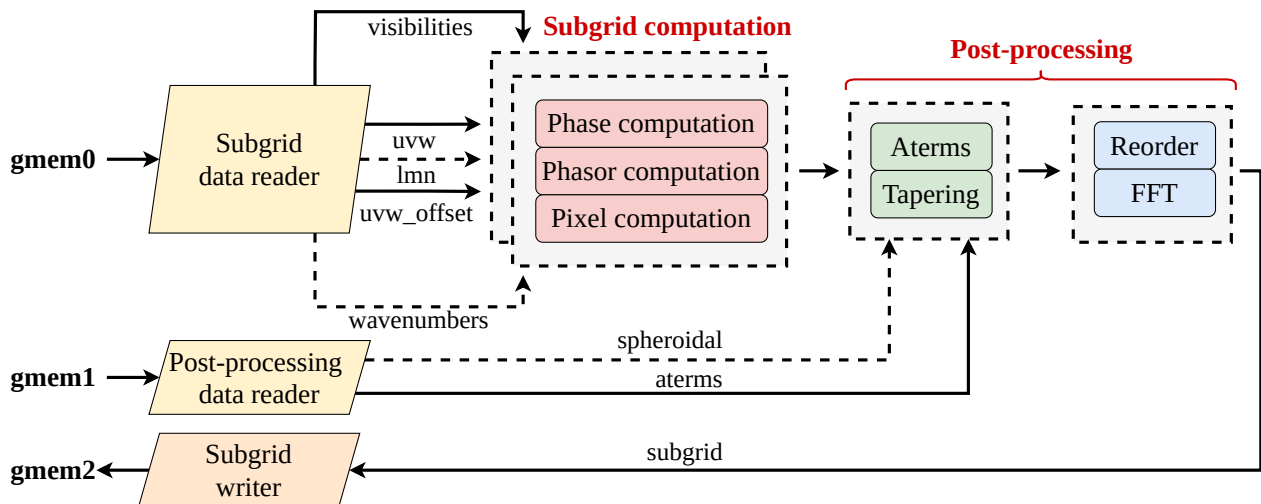 visibilities
Subgrid computation
Post-processing
gmem0
Subgrid
data reader
uvw
lmn
uvw_offset
wavenumbers
Phase computation
Phasor computation
Pixel computation
Aterms
Tapering
Reorder
FFT
gmem1
Post-processing
data reader
spheroidal
aterms
gmem2
Subgrid
writer
subgrid